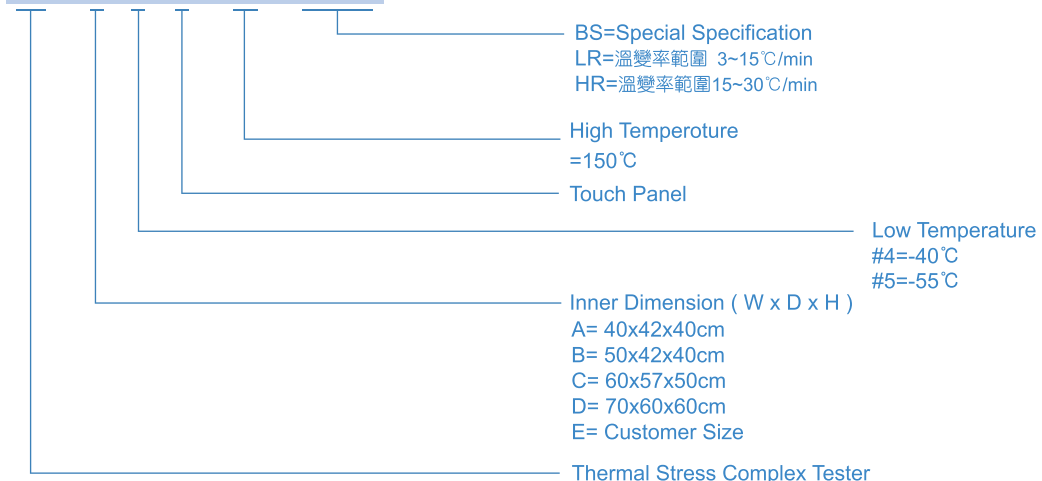 BS=Special Specification
LR=溫變率範圍 3~15℃/min
HR=溫變率範圍15~30℃/min
High Temperoture
=150℃
Touch Panel
Low Temperature
#4=-40℃
#5=-55℃
Inner Dimension ( W x D x H )
A= 40x42x40cm
B= 50x42x40cm
C= 60x57x50cm
D= 70x60x60cm
E= Customer Size
Thermal Stress Complex Tester